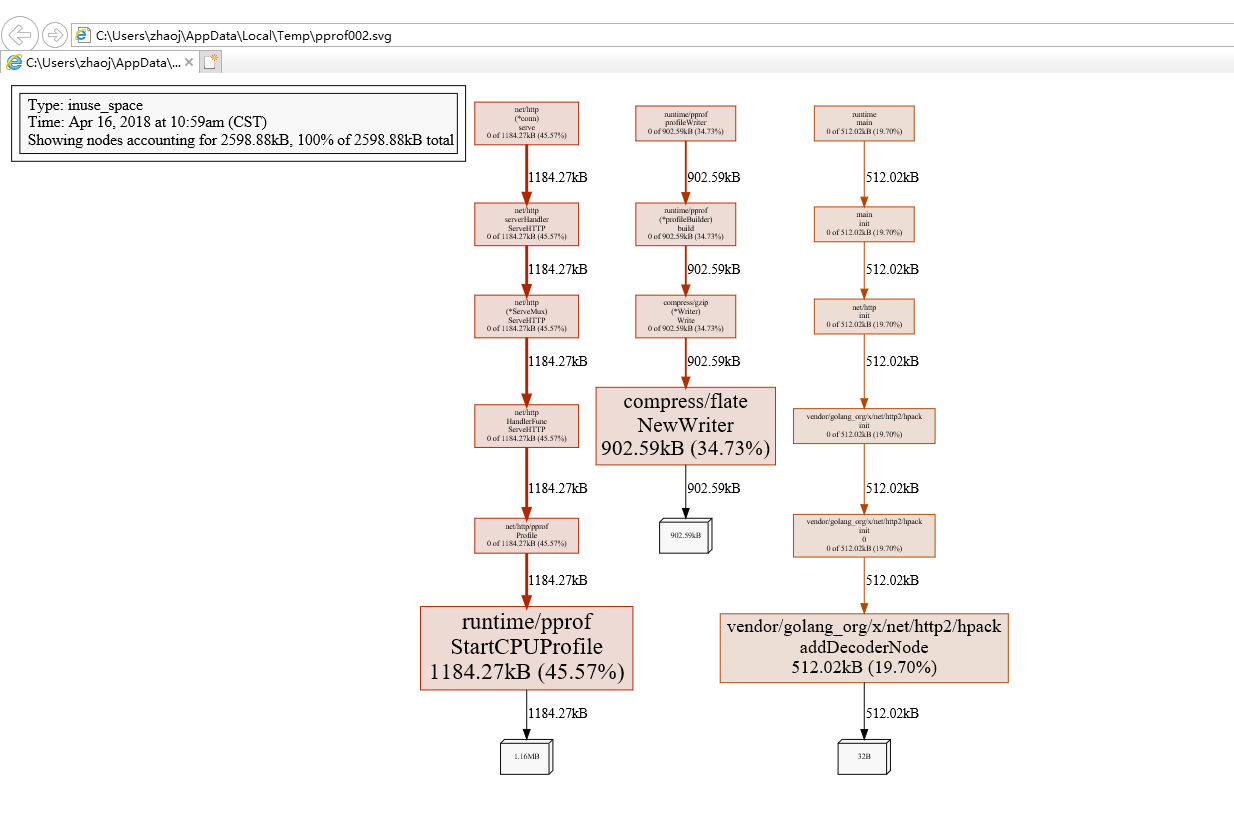 C:\Users\zhaoj\AppData\Local\Temp\pprof002.svg
C:\Users\zhaoj\AppData\...
Type: inuse_space
Time: Apr 16, 2018 at 10:59am (CST)
Showing nodes accounting for 2598.88kB, 100% of 2598.88kB total
net/http
(*conn)
serve
0 of 1184.27kB (45.57%)
1184.27kB
net/http
serverHandler
ServeHTTP
0 of 1184.27kB (45.57%)
1184.27kB
net/http
(*ServeMux)
ServeHTTP
0 of 1184.27kB (45.57%)
1184.27kB
net/http
HandlerFunc
ServeHTTP
0 of 1184.27kB (45.57%)
1184.27kB
net/http/pprof
Profile
0 of 1184.27kB (45.57%)
1184.27kB
runtime/pprof
StartCPUProfile
1184.27kB (45.57%)
1184.27kB
1.16MB
runtime/pprof
profileWriter
0 of 902.59kB (34.73%)
902.59kB
runtime/pprof
(*profileBuilder)
build
0 of 902.59kB (34.73%)
902.59kB
compress/gzip
(*Writer)
Write
0 of 902.59kB (34.73%)
902.59kB
compress/flate
NewWriter
902.59kB (34.73%)
902.59kB
902.59kB
runtime
main
0 of 512.02kB (19.70%)
512.02kB
main
init
0 of 512.02kB (19.70%)
512.02kB
net/http
init
0 of 512.02kB (19.70%)
512.02kB
vendor/golang_org/x/net/http2/hpack
init
0 of 512.02kB (19.70%)
512.02kB
vendor/golang_org/x/net/http2/hpack
init
0
0 of 512.02kB (19.70%)
512.02kB
vendor/golang_org/x/net/http2/hpack
addDecoderNode
512.02kB (19.70%)
512.02kB
32B